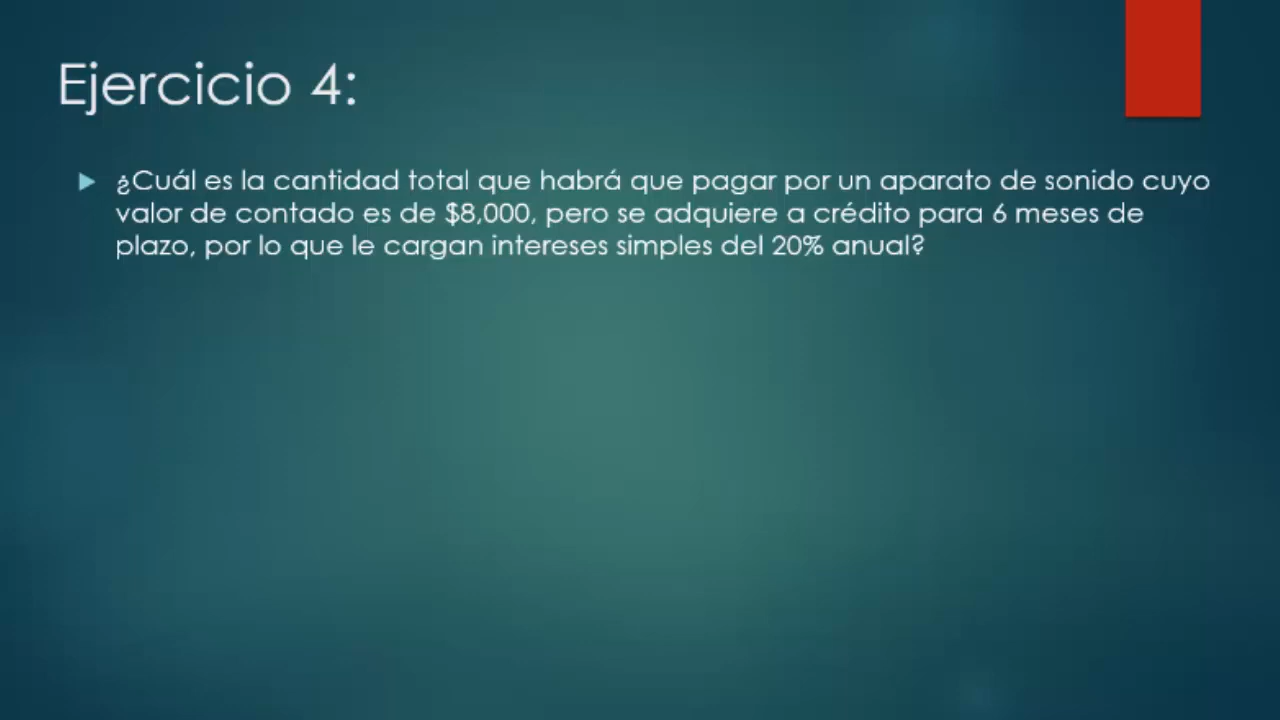 Ejercicio 4:
¿Cuál es la cantidad total que habrá que pagar por un aparato de sonido cuyo
valor de contado es de $8,000, pero se adquiere a crédito para 6 meses de
plazo, por lo que le cargan intereses simples del 20% anual?